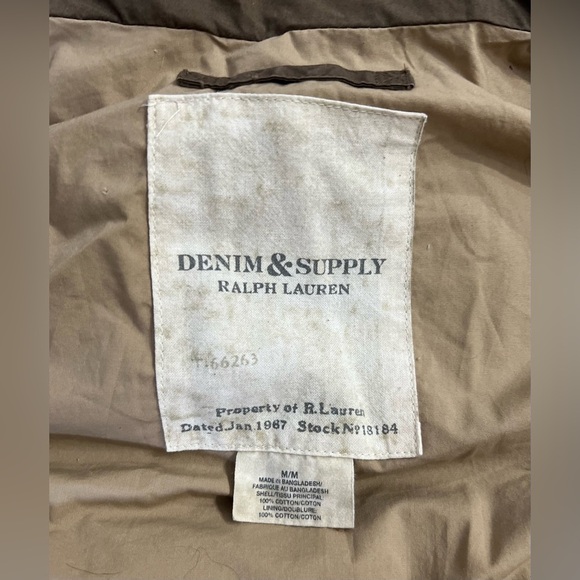 DENIM & SUPPLY
RALPH LAUREN
66263
Property of R.Lauren
Dated.Jan.1967 Stock No 18184
M/M
MADE IN BANGLADESH/
FABRIQUE AU BANGLADESH
SHELL/TISSU PRINCIPAL:
100% COTTON/COTON
LINING/DOUBLURE:
100% COTTON/COTON